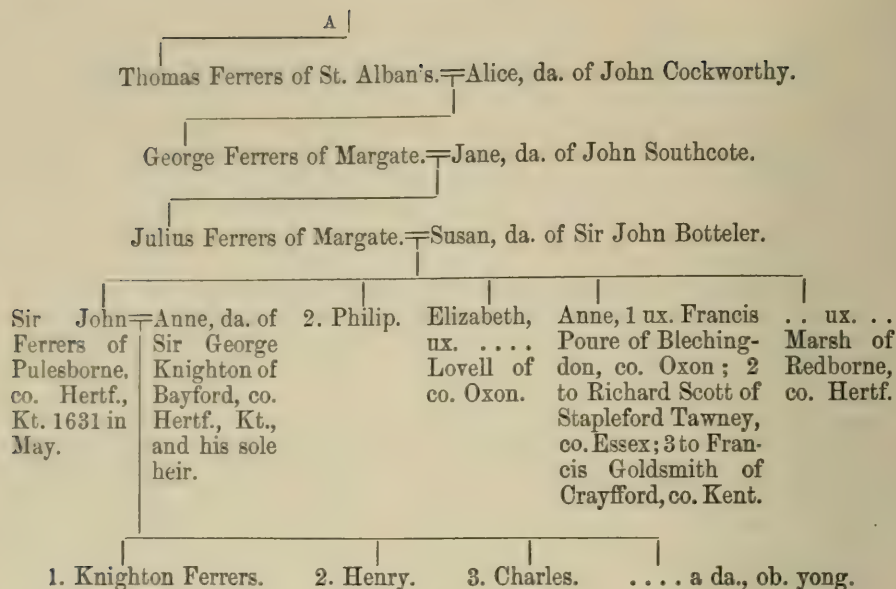 A
Thomas Ferrers of St. Alban's.=Alice, da. of John Cockworthy.
George Ferrers of Margate.=Jane, da. of John Southcote.
Julius Ferrers of Margate.=Susan, da. of Sir John Botteler.
Sir John=
Ferrers of
Pulesborne,
co. Hertf.,
Kt. 1631 in
May.
Anne, da. of
Sir George
Knighton of
Bayford, co.
Hertf., Kt.,
and his sole
heir.
2. Philip.
Elizabeth,
ux. . . . .
Lovell of
co. Oxon.
Anne, 1 ux. Francis
Poure of Bleching-
don, co. Oxon; 2
to Richard Scott of
Stapleford Tawney,
co. Essex; 3 to Fran-
cis Goldsmith of
Crayfford, co. Kent.
. . ux. . .
Marsh of
Redborne,
co. Hertf.
1. Knighton Ferrers. 2. Henry. 3. Charles. . . . . a da., ob. yong.